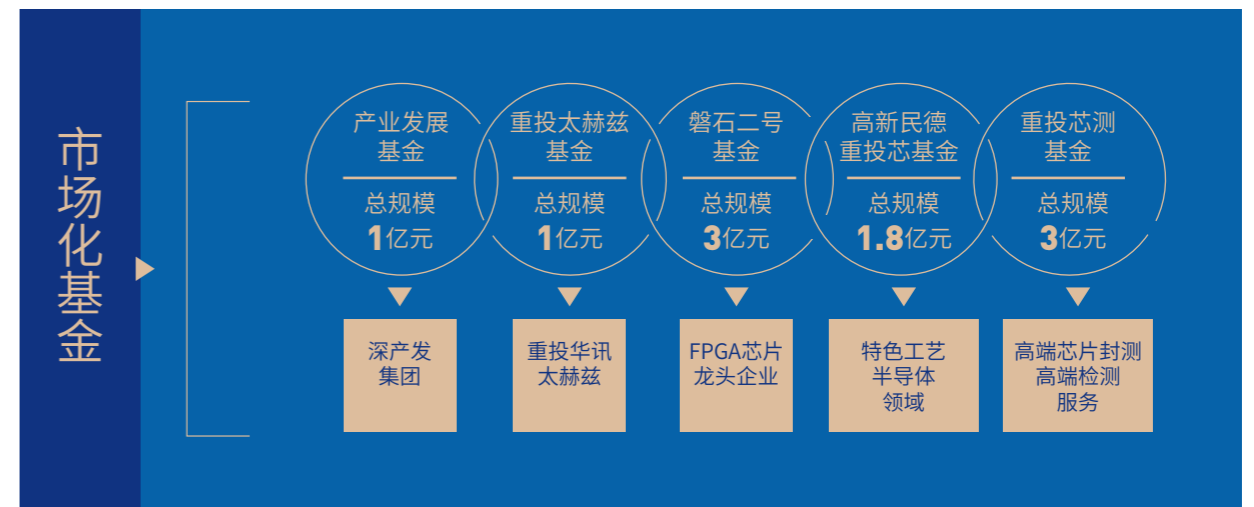 市场化基金
产业发展
基金
总规模
1亿元
深产发
集团
重投太赫兹
基金
总规模
1亿元
重投华讯
太赫兹
磐石二号
基金
总规模
3亿元
FPGA芯片
龙头企业
高新民德
重投芯基金
总规模
1.8亿元
特色工艺
半导体
领域
重投芯测
基金
总规模
3亿元
高端芯片封测
高端检测
服务